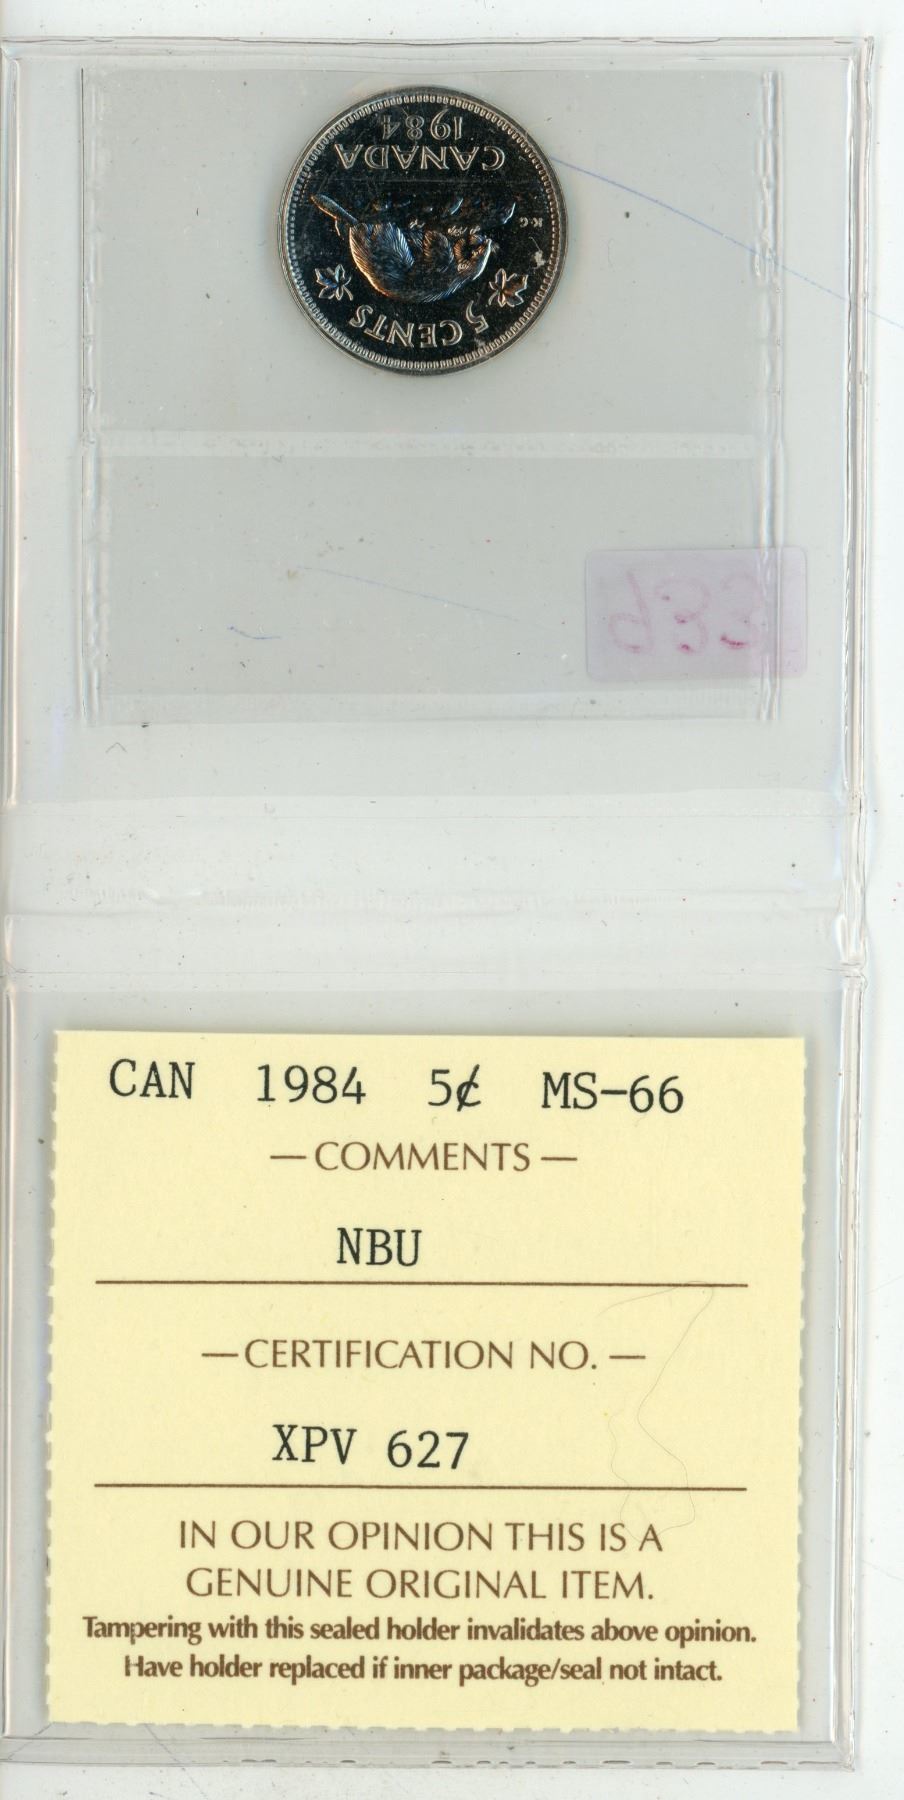 1984
CANADA
K·G
5 CENTS
CAN 1984 5¢ MS-66
— COMMENTS —
NBU
— CERTIFICATION NO. —
XPV 627
IN OUR OPINION THIS IS A
GENUINE ORIGINAL ITEM.
Tampering with this sealed holder invalidates above opinion.
Have holder replaced if inner package/seal not intact.